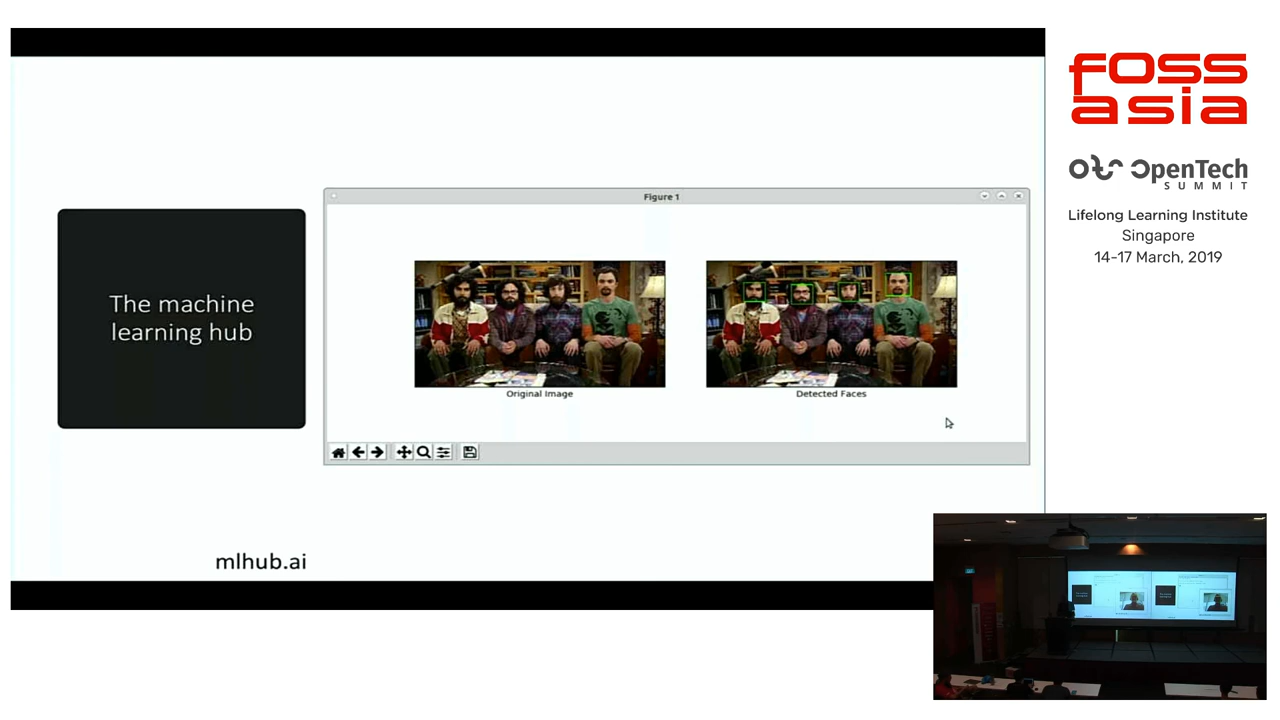 The machine
learning hub
Figure 1
Original Image
Detected Faces
mlhub.ai
fOSS
asia
OpenTech
SUMMIT
Lifelong Learning Institute
Singapore
14-17 March, 2019